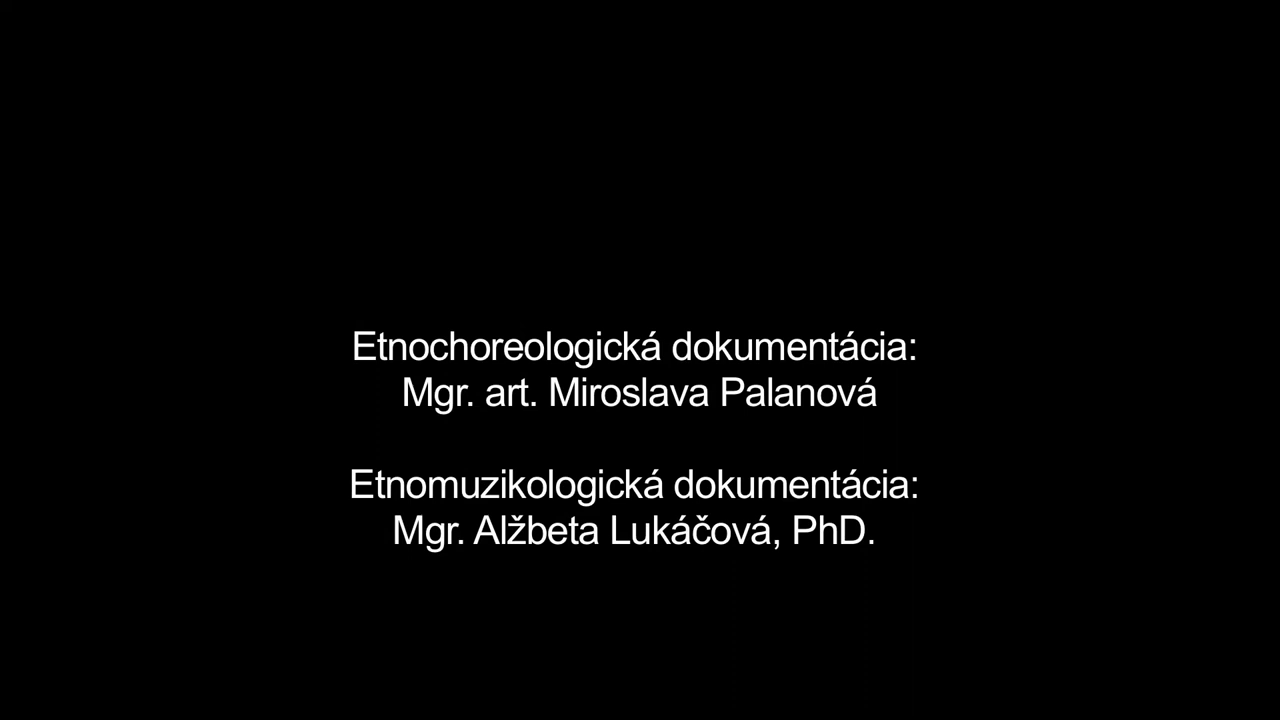 Etnochoreologická dokumentácia:
Mgr. art. Miroslava Palanová
Etnomuzikologická dokumentácia:
Mgr. Alžbeta Lukáčová, PhD.